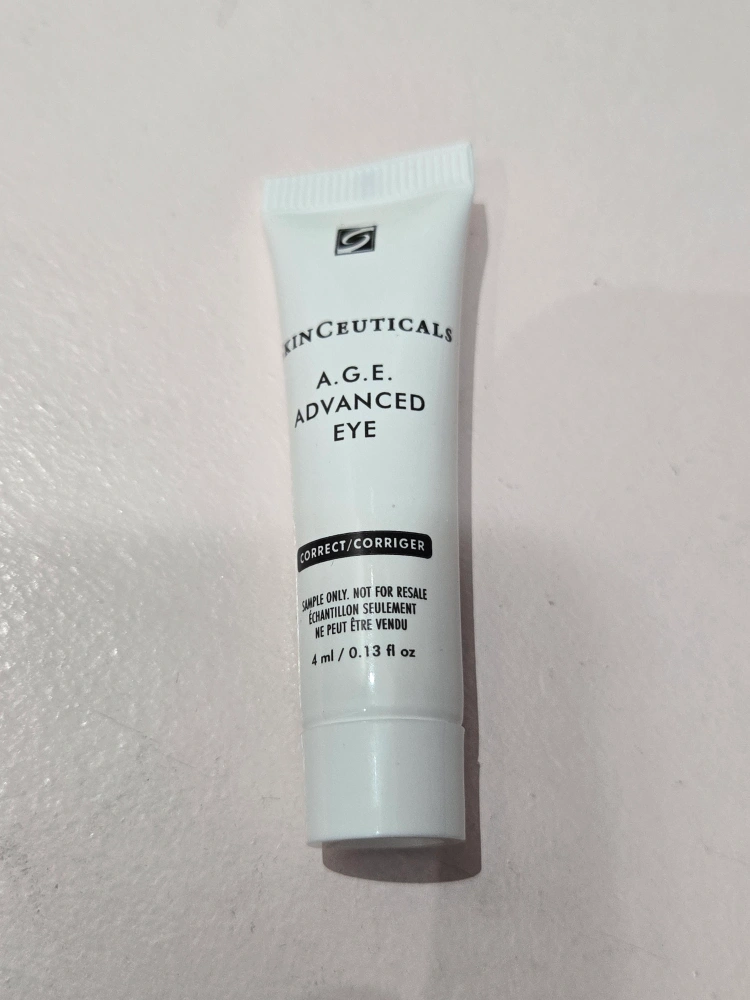 SKINCEUTICALS
A.G.E.
ADVANCED
EYE
CORRECT/CORRIGER
SAMPLE ONLY. NOT FOR RESALE
ÉCHANTILLON SEULEMENT
NE PEUT ÊTRE VENDU
4 ml / 0.13 fl oz